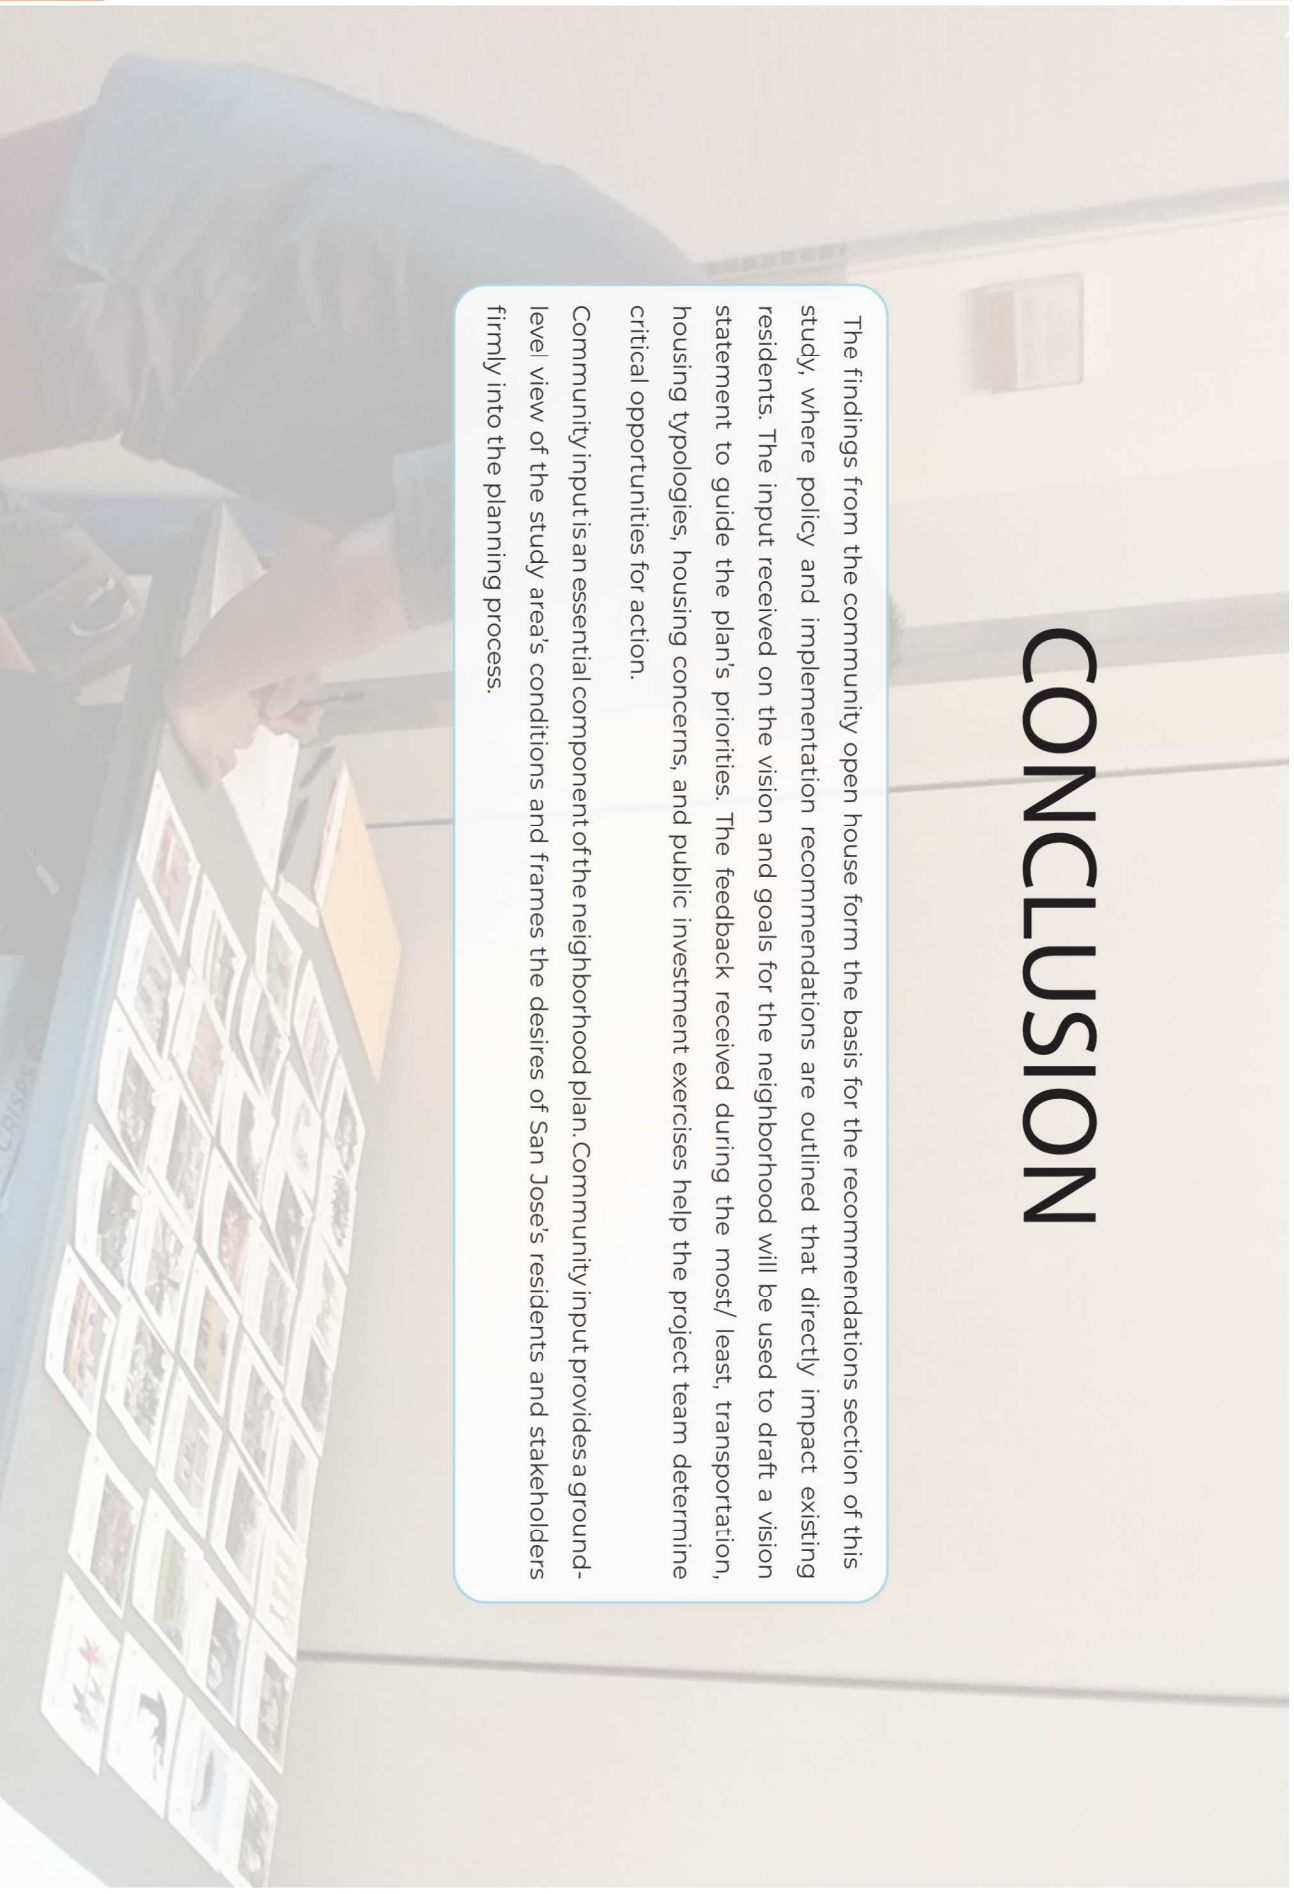 CONCLUSION
The findings from the community open house form the basis for the recommendations section of this
study, where policy and implementation recommendations are outlined that directly impact existing
residents. The input received on the vision and goals for the neighborhood will be used to draft a vision
statement to guide the plan's priorities. The feedback received during the most/ least, transportation,
housing typologies, housing concerns, and public investment exercises help the project team determine
critical opportunities for action.
Community input is an essential component of the neighborhood plan. Community input provides a ground-
level view of the study area's conditions and frames the desires of San Jose's residents and stakeholders
firmly into the planning process.
CRISPS